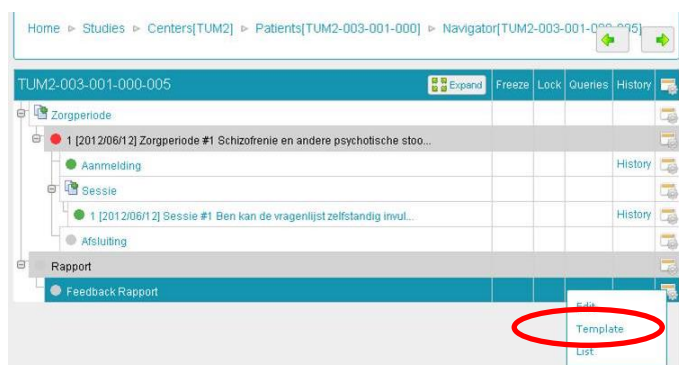 Home ▹ Studies ▹ Centers[TUM2] ▹ Patients[TUM2-003-001-000] ▹ Navigator[TUM2-003-001-000-005]
TUM2-003-001-000-005 Expand Freeze Lock Queries History
Zorgperiode
1 [2012/06/12] Zorgperiode #1 Schizofrenie en andere psychotische stoo...
Aanmelding History
Sessie
1 [2012/06/12] Sessie #1 Ben kan de vragenlijst zelfstandig invul... History
Afsluiting
Rapport
Feedback Rapport
Edit
Template
List